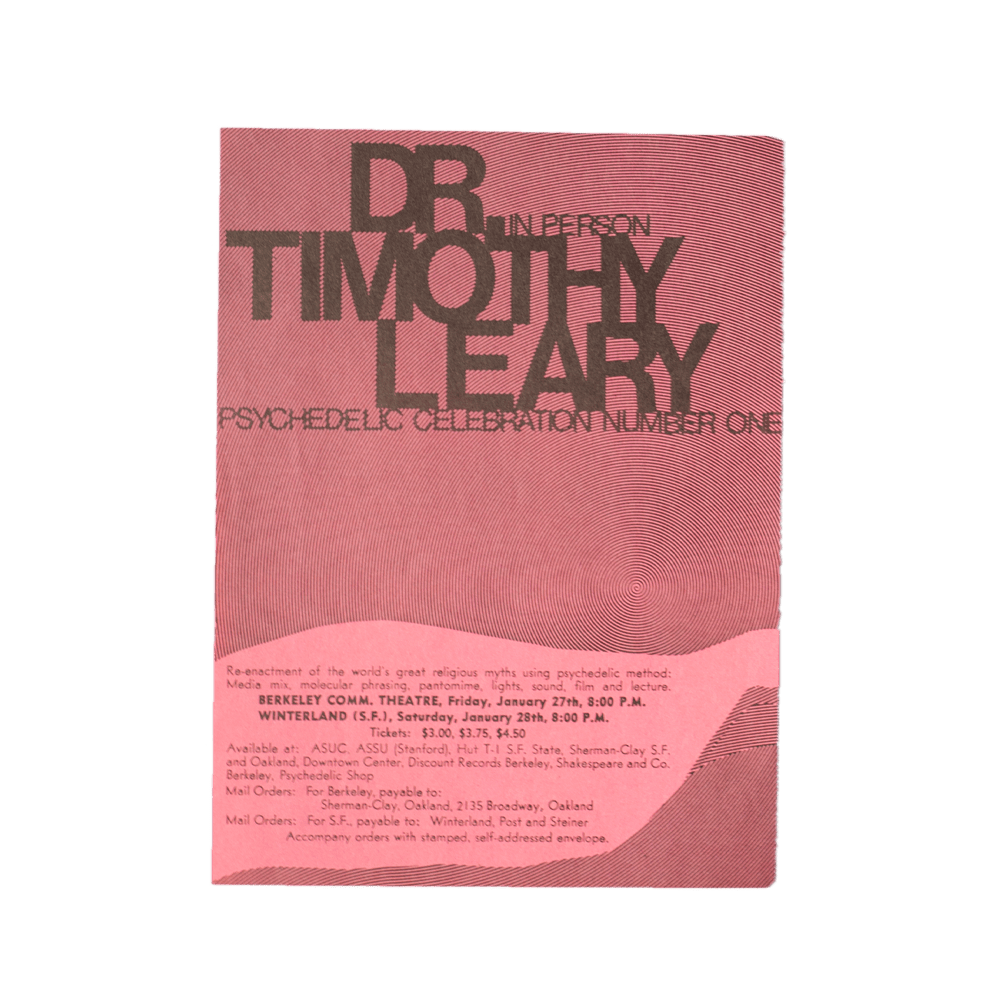 DR.
IN PERSON
TIMOTHY
LEARY
PSYCHEDELIC CELEBRATION NUMBER ONE
Re-enactment of the world's great religious myths using psychedelic method:
Media mix, molecular phrasing, pantomime, lights, sound, film and lecture.
BERKELEY COMM. THEATRE, Friday, January 27th, 8:00 P.M.
WINTERLAND (S.F.), Saturday, January 28th, 8:00 P.M.
Tickets: $3.00, $3.75, $4.50
Available at: ASUC, ASSU (Stanford), Hut T-1 S.F. State, Sherman-Clay S.F.
and Oakland, Downtown Center, Discount Records Berkeley, Shakespeare and Co.
Berkeley, Psychedelic Shop
Mail Orders: For Berkeley, payable to:
Sherman-Clay, Oakland, 2135 Broadway, Oakland
Mail Orders: For S.F., payable to: Winterland, Post and Steiner
Accompany orders with stamped, self-addressed envelope.